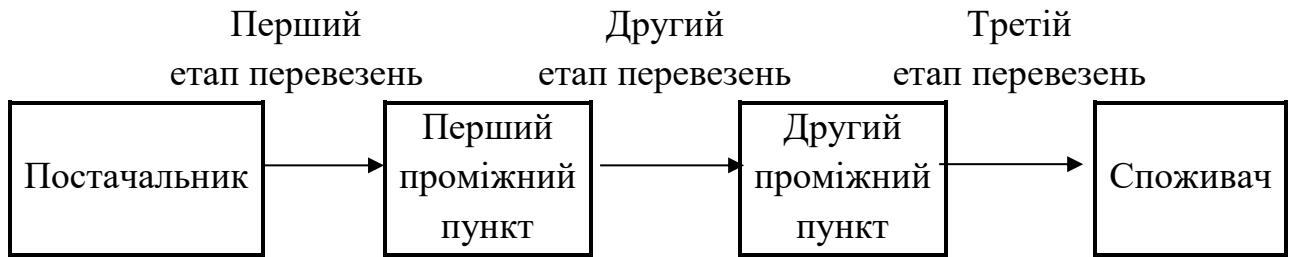 Перший
етап перевезень
Другий
етап перевезень
Третій
етап перевезень
Постачальник
Перший
проміжний
пункт
Другий
проміжний
пункт
Споживач